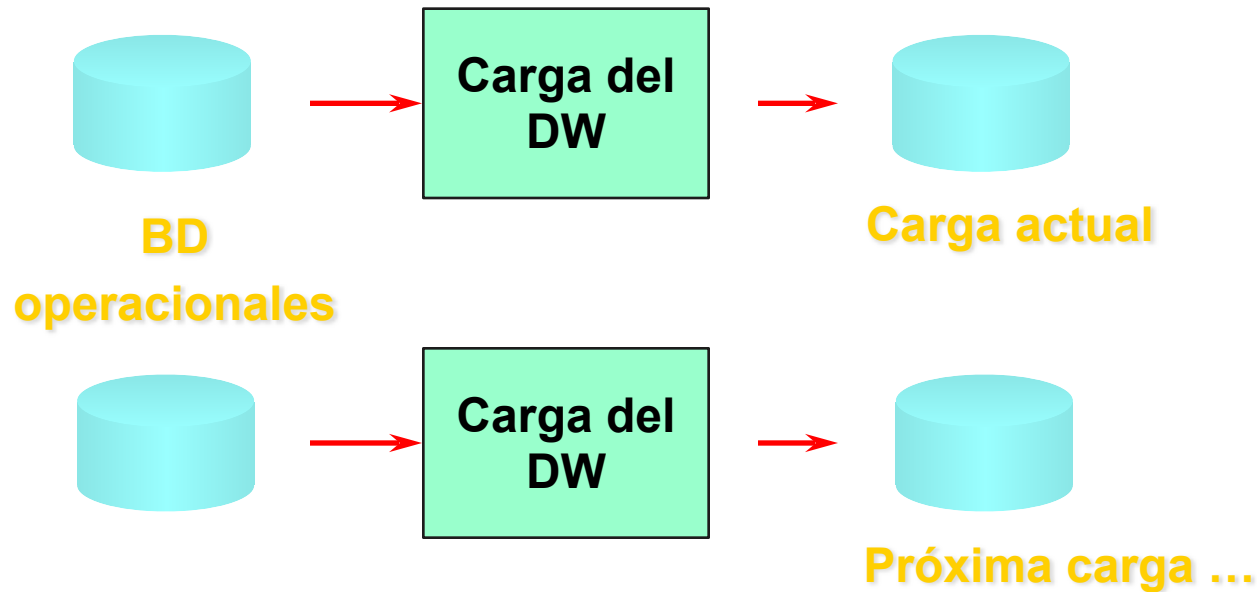 Carga del
DW
BD
operacionales
Carga actual
Carga del
DW
Próxima carga ...